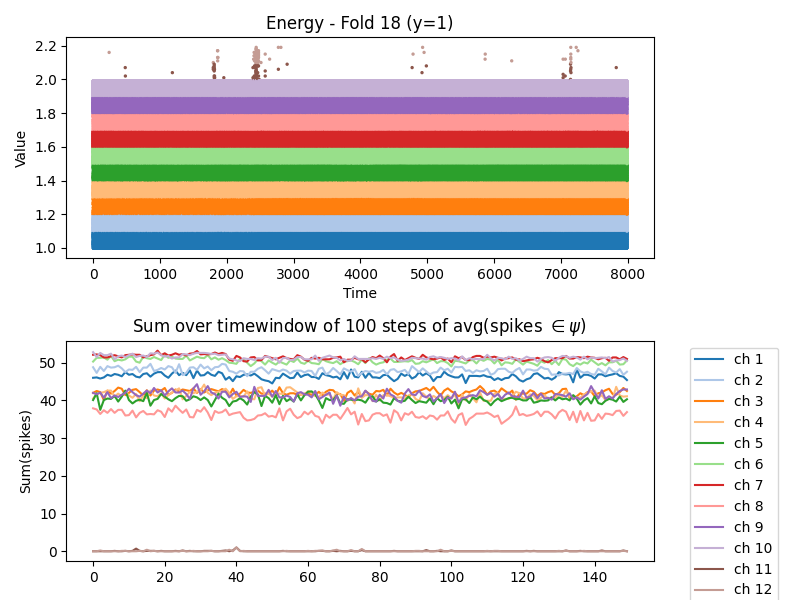 Energy - Fold 18 (y=1)
2.2
2.0
1.8
1.6
1.4
1.2
1.0
Value
0 1000 2000 3000 4000 5000 6000 7000 8000
Time
Sum over timewindow of 100 steps of avg(spikes ∈ψ)
50
40
30
20
10
0
Sum(spikes)
0 20 40 60 80 100 120 140
ch 1
ch 2
ch 3
ch 4
ch 5
ch 6
ch 7
ch 8
ch 9
ch 10
ch 11
ch 12